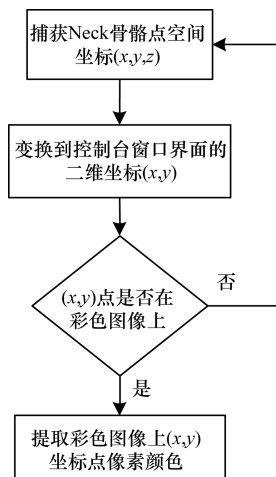 捕获Neck骨骼点空间
坐标(x,y,z)
变换到控制台窗口界面的
二维坐标(x,y)
(x,y)点是否在
彩色图像上
否
是
提取彩色图像上(x,y)
坐标点像素颜色